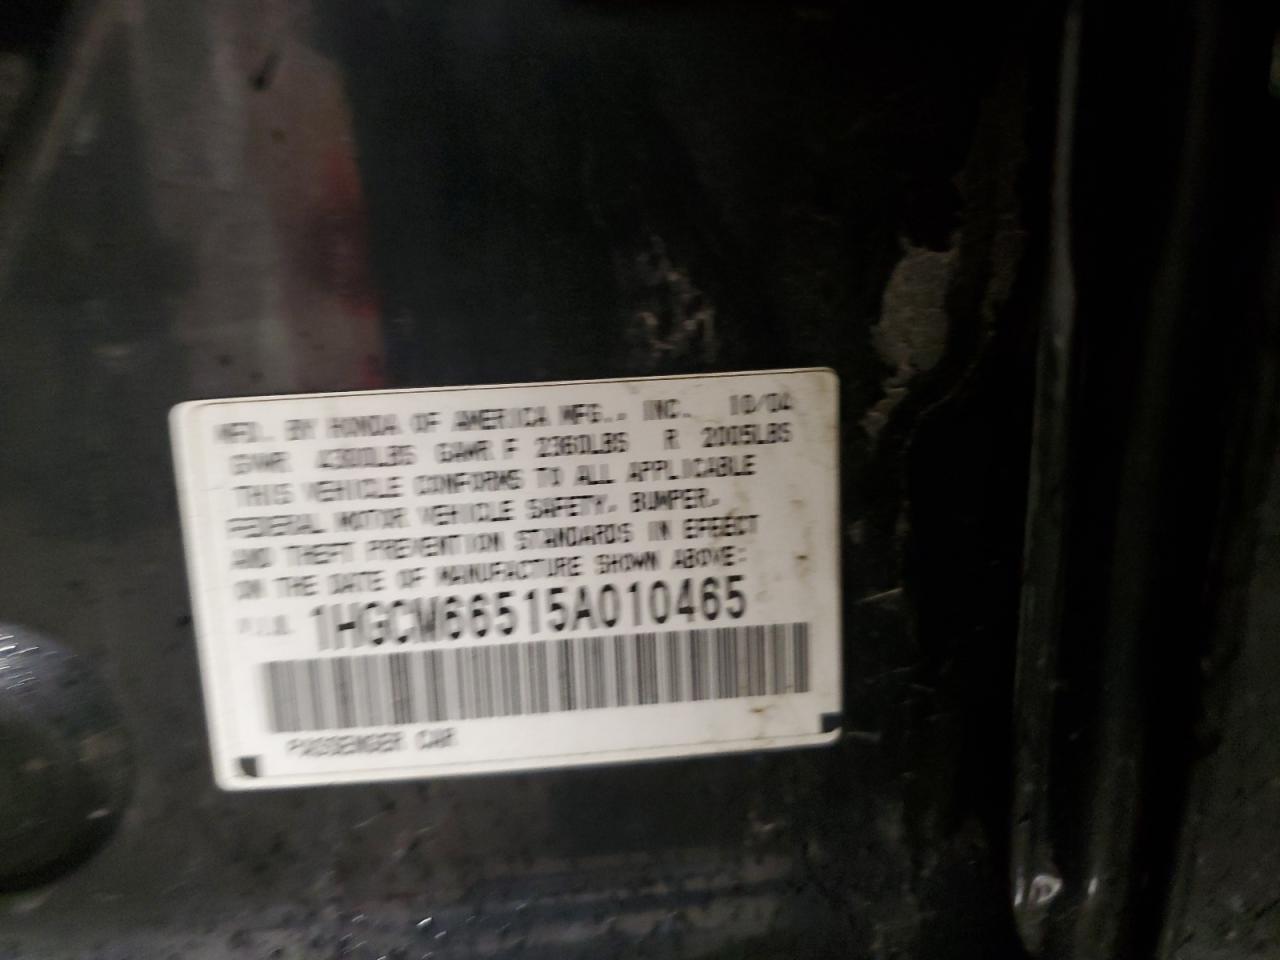 MFD. BY HONDA OF AMERICA MFG., INC. 10/04
GVWR 4300LBS GAWR F 2360LBS R 2005LBS
THIS VEHICLE CONFORMS TO ALL APPLICABLE
FEDERAL MOTOR VEHICLE SAFETY, BUMPER,
AND THEFT PREVENTION STANDARDS IN EFFECT
ON THE DATE OF MANUFACTURE SHOWN ABOVE:
V.I.N. 1HGCM66515A010465
PASSENGER CAR